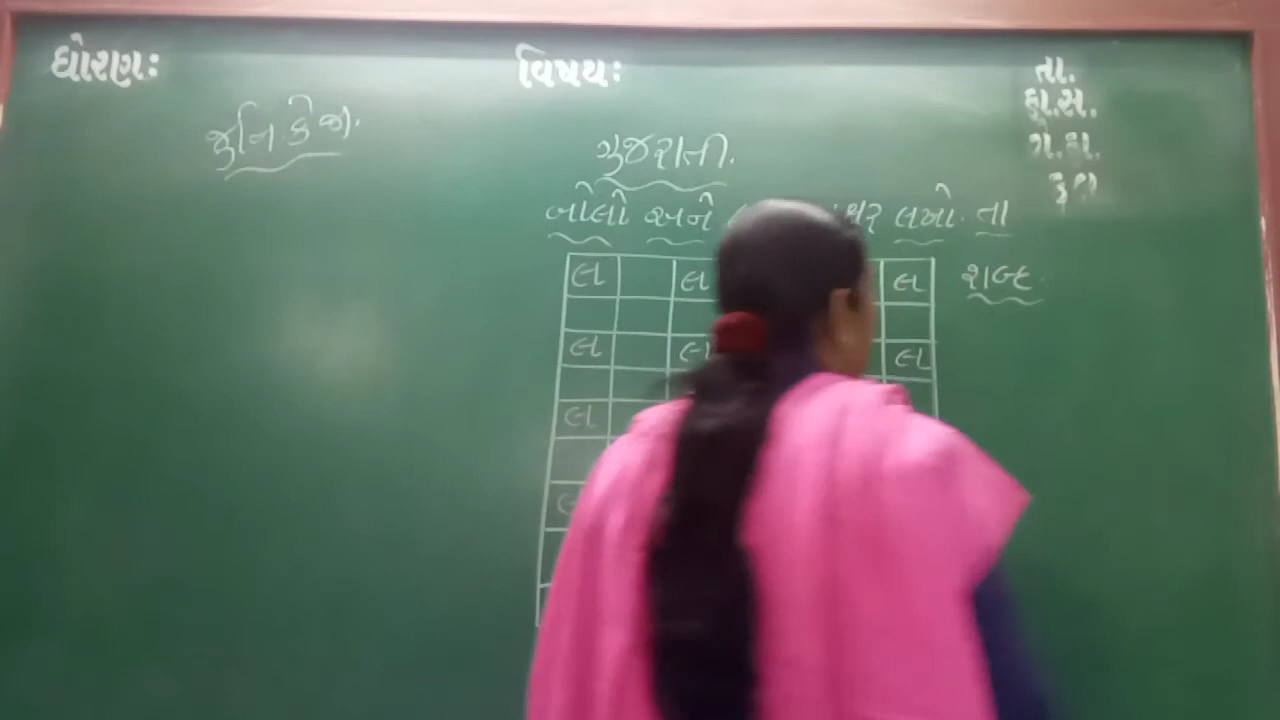 ધોરણઃ
વિષયઃ
તા.
હા.સ.
ગે.હા.
કુલ
જુનિ કે જી.
ગુજરાતી.
બોલો અને લખો. તા
લ લ લ શબ્દ
લ લ લ
લ
લ